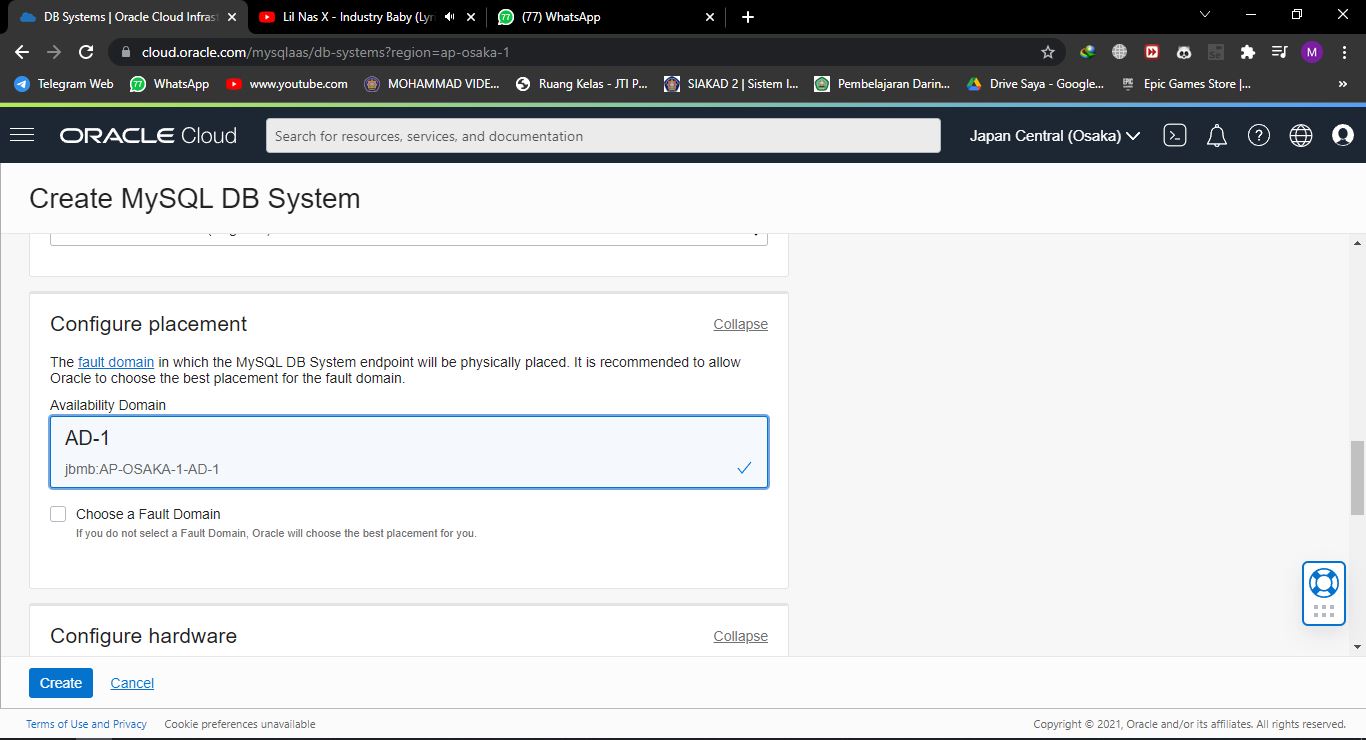 DB Systems | Oracle Cloud Infrast
Lil Nas X - Industry Baby (Lyr
(77) WhatsApp
cloud.oracle.com/mysqlaas/db-systems?region=ap-osaka-1
M
Telegram Web
WhatsApp
www.youtube.com
MOHAMMAD VIDE...
Ruang Kelas - JTI P...
SIAKAD 2 | Sistem I...
Pembelajaran Darin...
Drive Saya - Google...
Epic Games Store |...
ORACLE Cloud
Search for resources, services, and documentation
Japan Central (Osaka)
Create MySQL DB System
Configure placement
Collapse
The fault domain in which the MySQL DB System endpoint will be physically placed. It is recommended to allow
Oracle to choose the best placement for the fault domain.
Availability Domain
AD-1
jbmb:AP-OSAKA-1-AD-1
Choose a Fault Domain
If you do not select a Fault Domain, Oracle will choose the best placement for you.
Configure hardware
Collapse
Create
Cancel
Terms of Use and Privacy
Cookie preferences unavailable
Copyright © 2021, Oracle and/or its affiliates. All rights reserved.